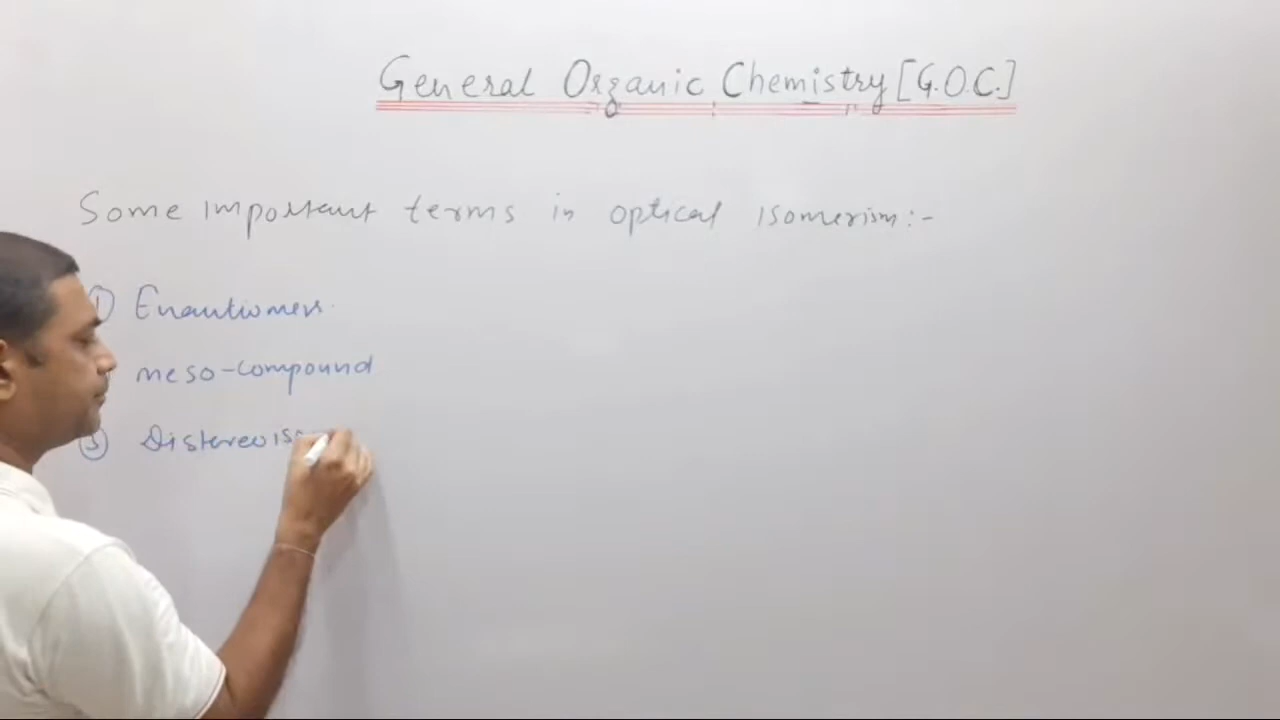 General Organic Chemistry [G.O.C.]
Some important terms in optical isomerism:-
① Enantiomers.
meso-compound
③ Distereois